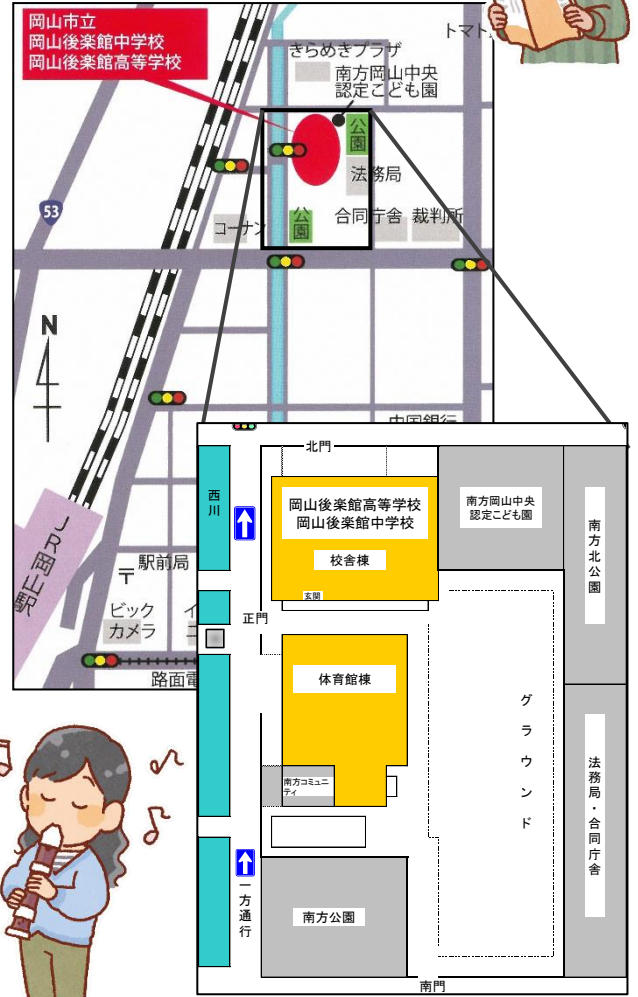 岡山市立
岡山後楽館中学校
岡山後楽館高等学校
きらめきプラザ
トマト
南方岡山中央
認定こども園
公園
法務局
53
コーナン
公園
合同庁舎
裁判所
N
中国銀行
JR岡山駅
〒
駅前局
ビック
カメラ
路面電
北門
西川
岡山後楽館高等学校
岡山後楽館中学校
南方岡山中央
認定こども園
南方北公園
校舎棟
玄関
正門
体育館棟
グラウンド
南方コミュニ
ティ
法務局・合同庁舎
一方通行
南方公園
南門